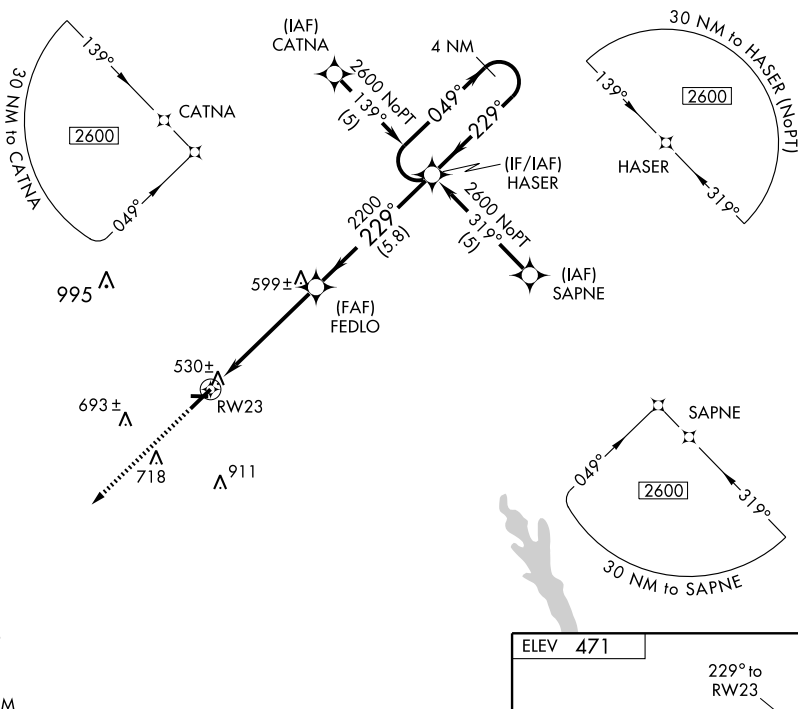 139°
CATNA
2600
049°
30 NM to CATNA
(IAF)
CATNA
2600 NoPT
139°
(5)
4 NM
049°
229°
(IF/IAF)
HASER
2600 NoPT
319°
(5)
(IAF)
SAPNE
2200
229°
(5.8)
30 NM to HASER (NoPT)
139°
2600
HASER
319°
995
599±
(FAF)
FEDLO
530±
RW23
693±
718
911
SAPNE
049°
2600
319°
30 NM to SAPNE
ELEV 471
229° to
RW23
M